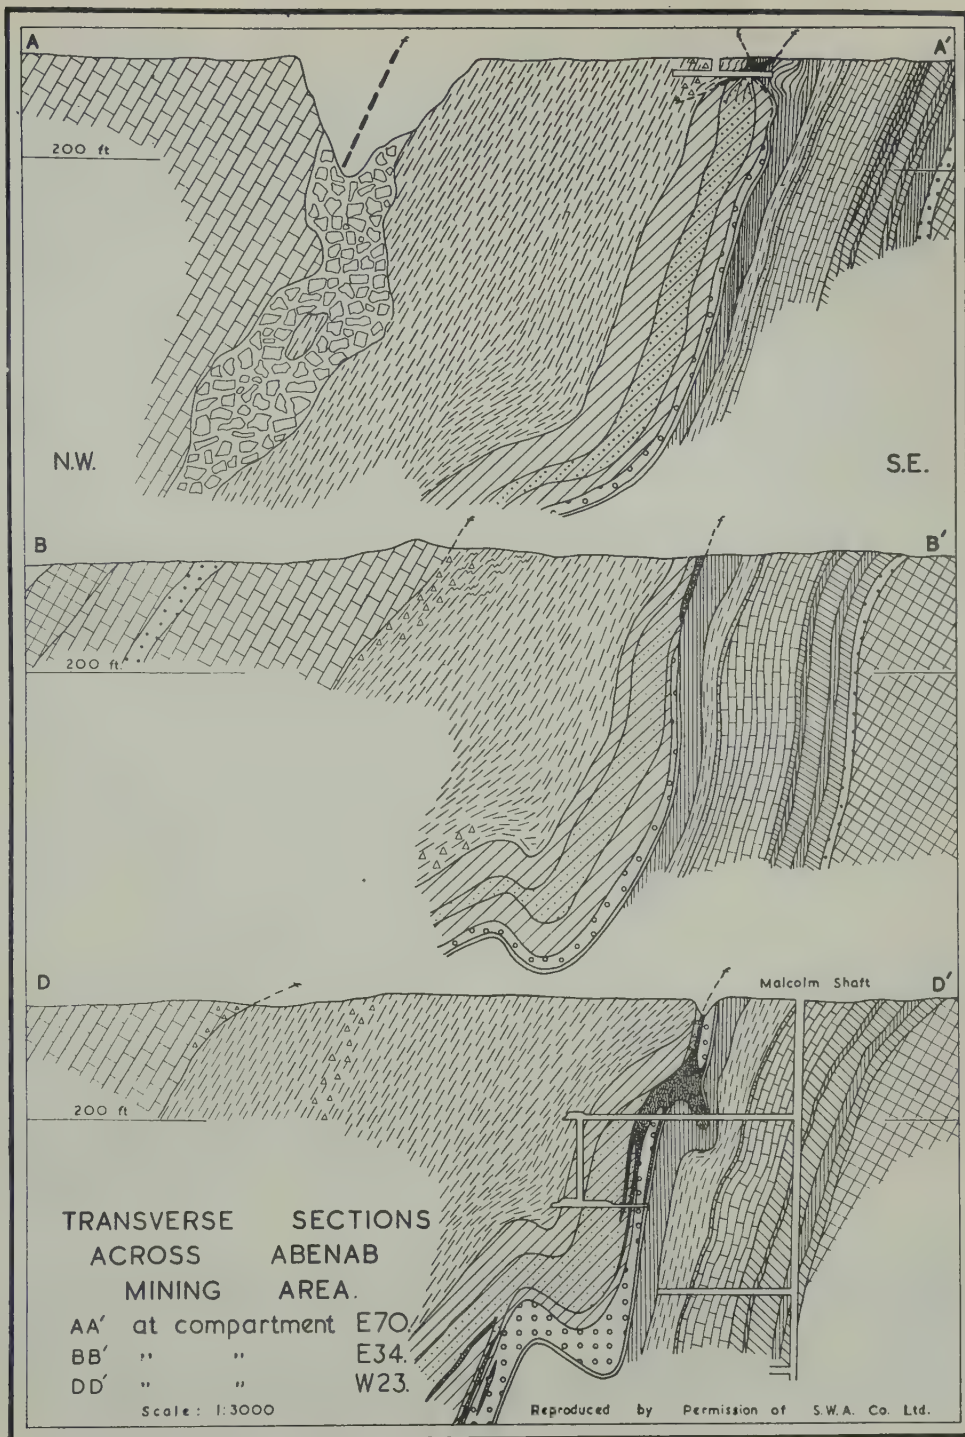 A A'
200 ft
N.W. S.E.
B B'
200 ft.
D Malcolm Shaft D'
200 ft
TRANSVERSE SECTIONS
ACROSS ABENAB
MINING AREA.
AA' at compartment E70.
BB' " " E34.
DD' " " W23.
Scale: 1:3000
Reproduced by Permission of S.W.A. Co. Ltd.